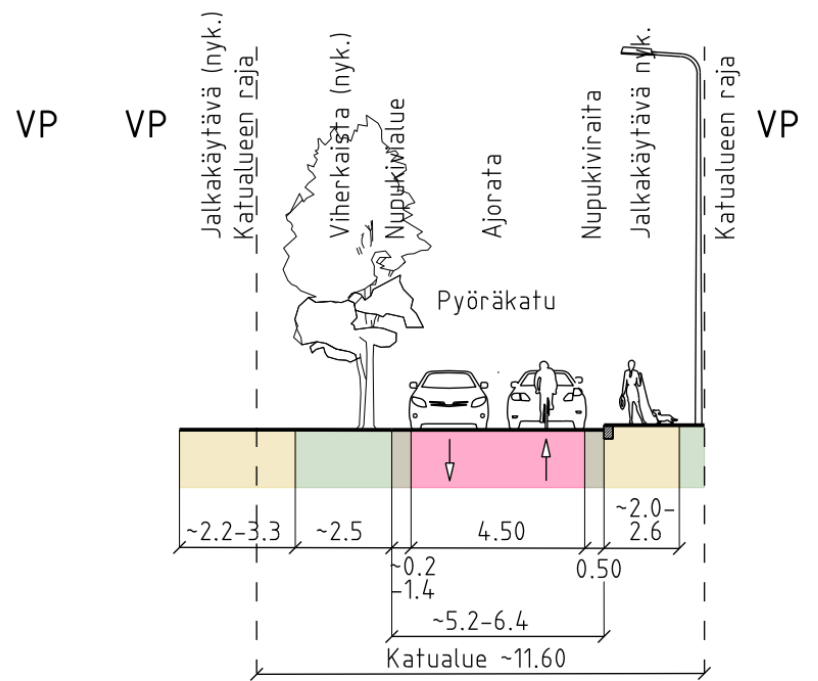 VP
VP
Jalkakäytävä (nyk.)
Katualueen raja
Viherkaista (nyk.)
Nupukivialue
Ajorata
Nupukiviraita
Jalkakäytävä nyk.
Katualueen raja
VP
Pyöräkatu
~2.2-3.3
~2.5
4.50
~2.0-
2.6
~0.2
-1.4
0.50
~5.2-6.4
Katualue ~11.60